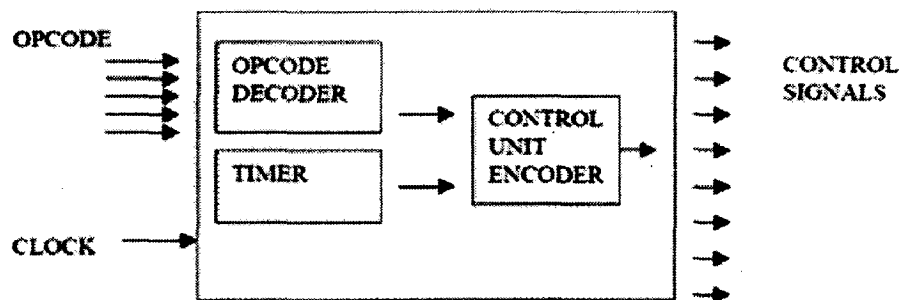 OPCODE
OPCODE
DECODER
TIMER
CLOCK
CONTROL
UNIT
ENCODER
CONTROL
SIGNALS